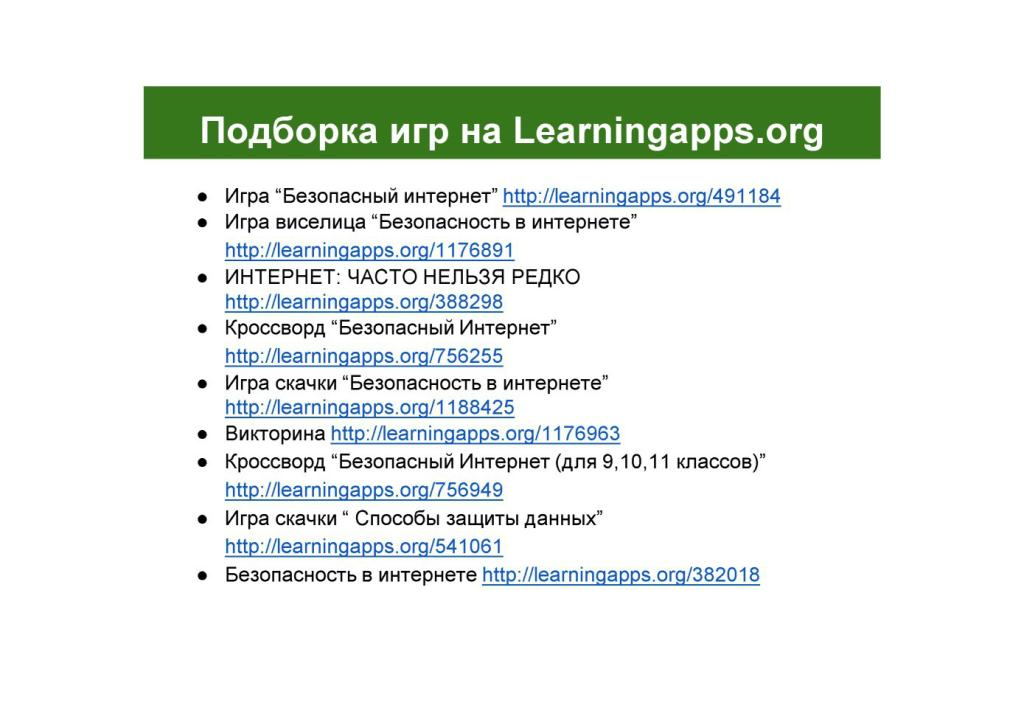 Подборка игр на Learningapps.org
● Игра “Безопасный интернет” http://learningapps.org/491184
● Игра виселица “Безопасность в интернете”
http://learningapps.org/1176891
● ИНТЕРНЕТ: ЧАСТО НЕЛЬЗЯ РЕДКО
http://learningapps.org/388298
● Кроссворд “Безопасный Интернет”
http://learningapps.org/756255
● Игра скачки “Безопасность в интернете”
http://learningapps.org/1188425
● Викторина http://learningapps.org/1176963
● Кроссворд “Безопасный Интернет (для 9,10,11 классов)”
http://learningapps.org/756949
● Игра скачки “ Способы защиты данных”
http://learningapps.org/541061
● Безопасность в интернете http://learningapps.org/382018